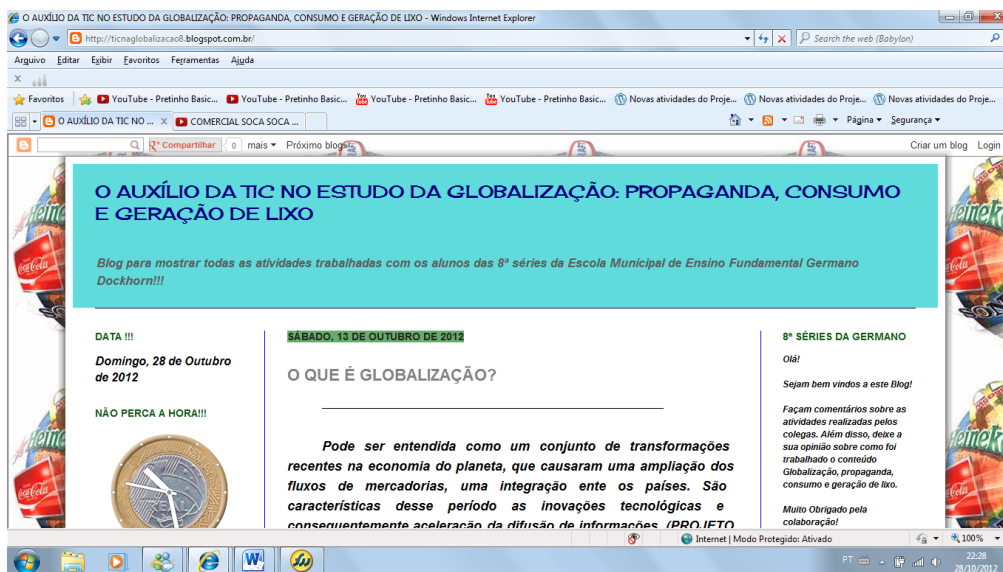 O AUXÍLIO DA TIC NO ESTUDO DA GLOBALIZAÇÃO: PROPAGANDA, CONSUMO E GERAÇÃO DE LIXO - Windows Internet Explorer
http://ticnaglobalizacao8.blogspot.com.br/
Search the web (Babylon)
Arquivo Editar Exibir Favoritos Ferramentas Ajuda
x
Favoritos YouTube - Pretinho Basic... YouTube - Pretinho Basic... YouTube - Pretinho Basic... YouTube - Pretinho Basic... Novas atividades do Proje... Novas atividades do Proje... Novas atividades do Proje...
O AUXÍLIO DA TIC NO ... x COMERCIAL SOCA SOCA ... Página Segurança
Compartilhar 0 mais Próximo blog» Criar um blog Login
O AUXÍLIO DA TIC NO ESTUDO DA GLOBALIZAÇÃO: PROPAGANDA, CONSUMO
E GERAÇÃO DE LIXO
Blog para mostrar todas as atividades trabalhadas com os alunos das 8ª séries da Escola Municipal de Ensino Fundamental Germano
Dockhorn!!!
DATA !!!
Domingo, 28 de Outubro
de 2012
NÃO PERCA A HORA!!!
SÁBADO, 13 DE OUTUBRO DE 2012
O QUE É GLOBALIZAÇÃO?
Pode ser entendida como um conjunto de transformações
recentes na economia do planeta, que causaram uma ampliação dos
fluxos de mercadorias, uma integração ente os países. São
características desse período as inovações tecnológicas e
consequentemente aceleração da difusão de informações. (PROJETO
8ª SÉRIES DA GERMANO
Olá!
Sejam bem vindos a este Blog!
Façam comentários sobre as
atividades realizadas pelos
colegas. Além disso, deixe a
sua opinião sobre como foi
trabalhado o conteúdo
Globalização, propaganda,
consumo e geração de lixo.
Muito Obrigado pela
colaboração!
Heineken
Coca-Cola
Internet | Modo Protegido: Ativado 100%
PT 22:28
28/10/2012